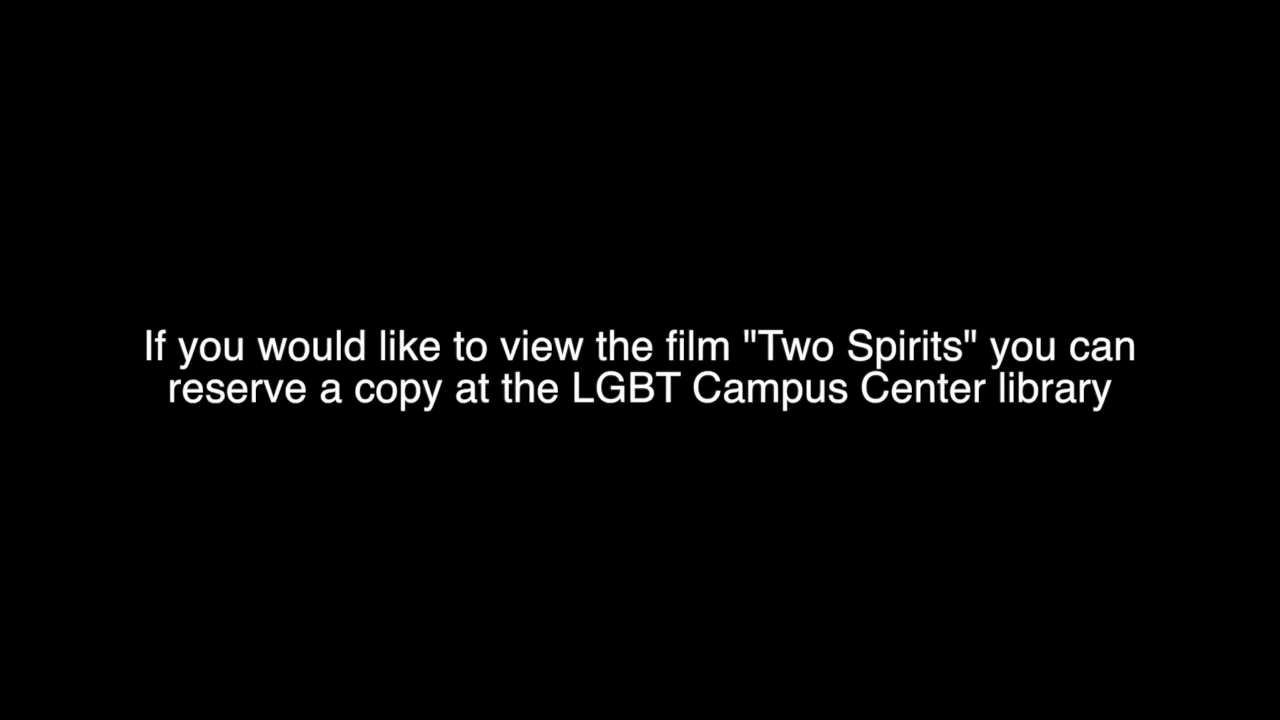 If you would like to view the film "Two Spirits" you can
reserve a copy at the LGBT Campus Center library